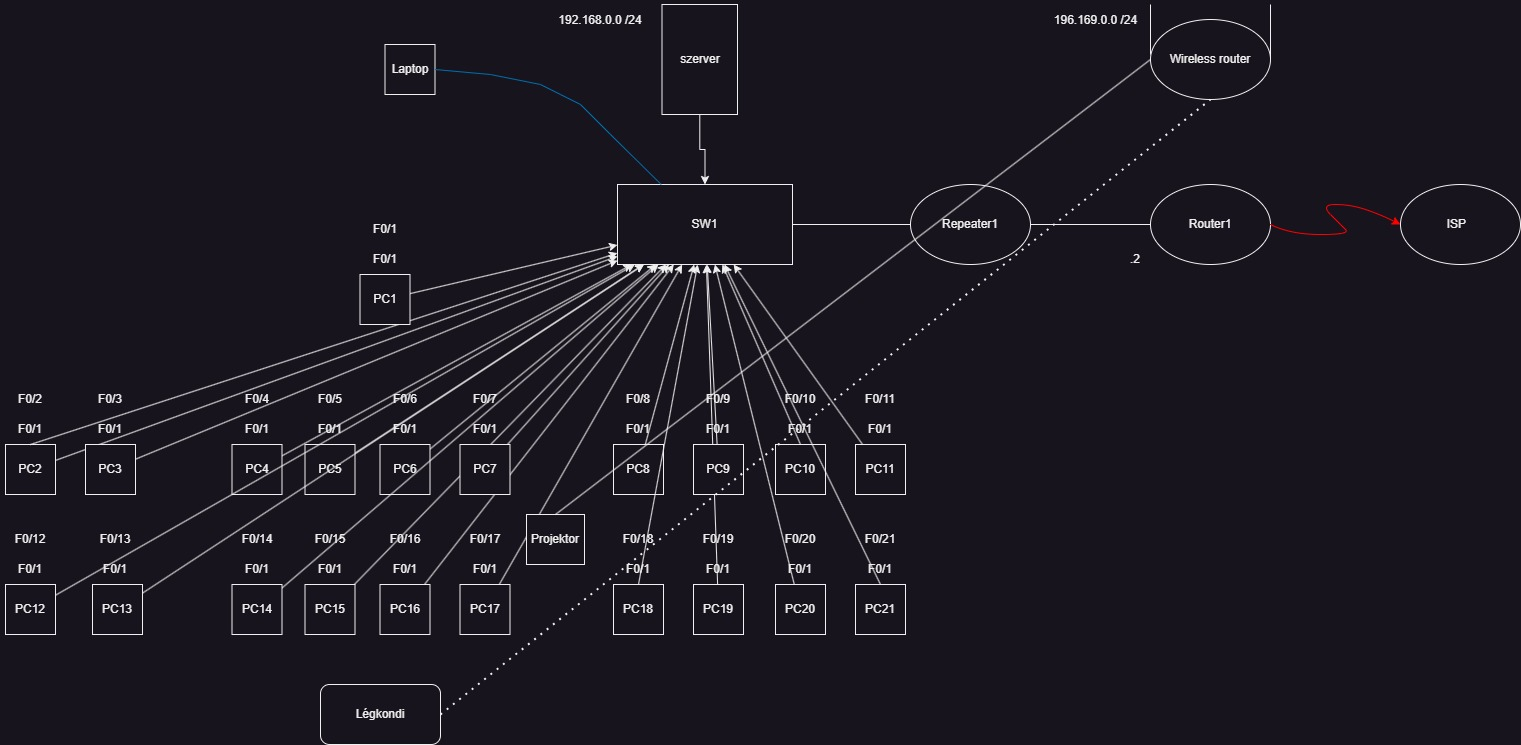 192.168.0.0 /24
196.169.0.0 /24
Laptop
szerver
Wireless router
SW1
Repeater1
Router1
ISP
.2
F0/1
F0/1
PC1
F0/2
F0/3
F0/4
F0/5
F0/6
F0/7
F0/8
F0/9
F0/10
F0/11
F0/1
F0/1
F0/1
F0/1
F0/1
F0/1
F0/1
F0/1
F0/1
F0/1
PC2
PC3
PC4
PC5
PC6
PC7
PC8
PC9
PC10
PC11
F0/12
F0/13
F0/14
F0/15
F0/16
F0/17
Projektor
F0/18
F0/19
F0/20
F0/21
F0/1
F0/1
F0/1
F0/1
F0/1
F0/1
F0/1
F0/1
F0/1
F0/1
PC12
PC13
PC14
PC15
PC16
PC17
PC18
PC19
PC20
PC21
Légkondi